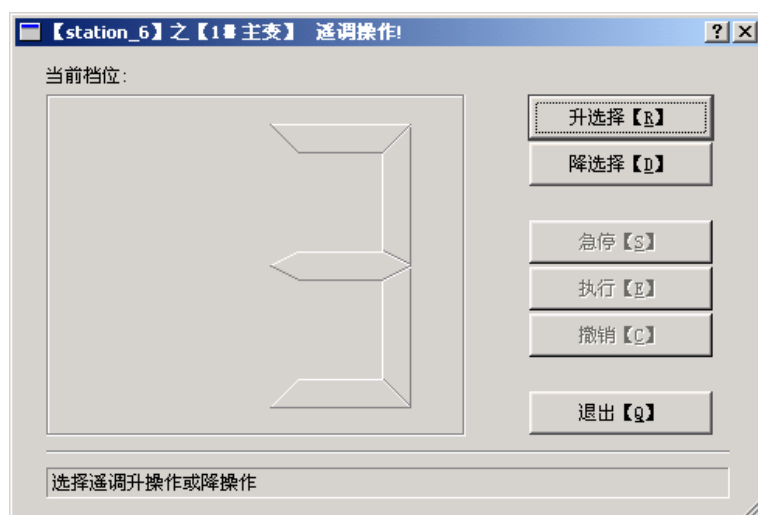 【station_6】之【1#主变】 遥调操作!
当前档位:
3
升选择【R】
降选择【D】
急停【S】
执行【E】
撤销【C】
退出【Q】
选择遥调升操作或降操作